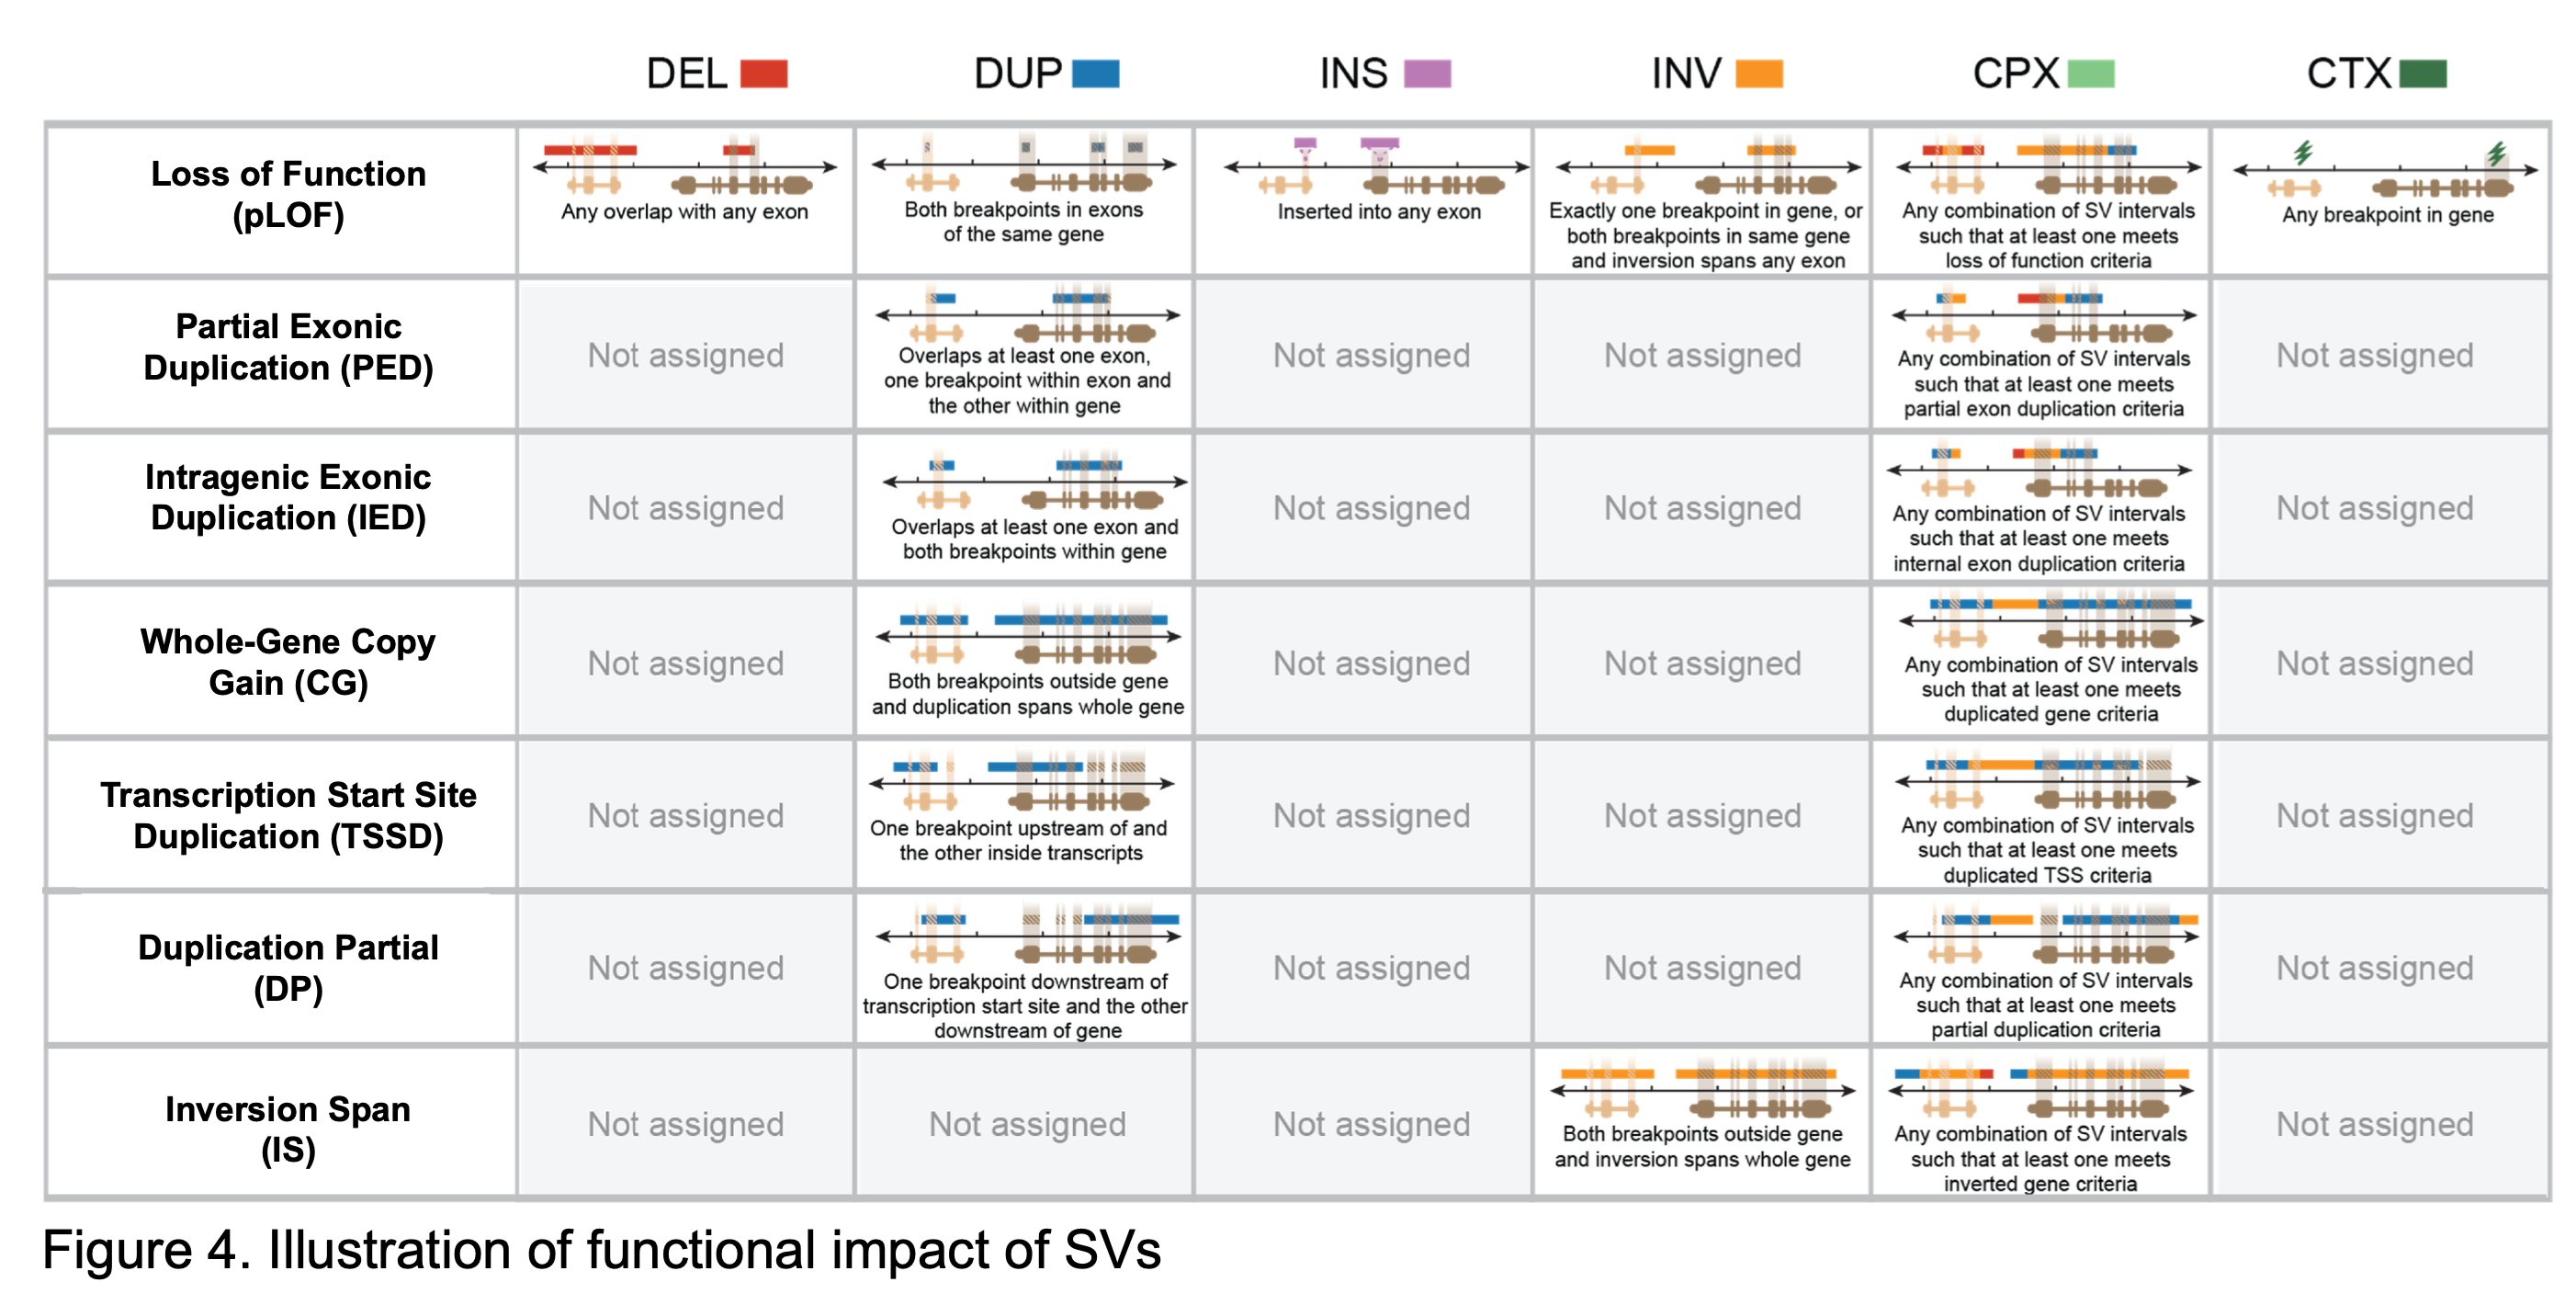 DEL DUP INS INV CPX CTX
Loss of Function
(pLOF)
Any overlap with any exon
Both breakpoints in exons
of the same gene
Inserted into any exon
Exactly one breakpoint in gene, or
both breakpoints in same gene
and inversion spans any exon
Any combination of SV intervals
such that at least one meets
loss of function criteria
Any breakpoint in gene
Partial Exonic
Duplication (PED)
Not assigned
Overlaps at least one exon,
one breakpoint within exon and
the other within gene
Not assigned
Not assigned
Any combination of SV intervals
such that at least one meets
partial exon duplication criteria
Not assigned
Intragenic Exonic
Duplication (IED)
Not assigned
Overlaps at least one exon and
both breakpoints within gene
Not assigned
Not assigned
Any combination of SV intervals
such that at least one meets
internal exon duplication criteria
Not assigned
Whole-Gene Copy
Gain (CG)
Not assigned
Both breakpoints outside gene
and duplication spans whole gene
Not assigned
Not assigned
Any combination of SV intervals
such that at least one meets
duplicated gene criteria
Not assigned
Transcription Start Site
Duplication (TSSD)
Not assigned
One breakpoint upstream of and
the other inside transcripts
Not assigned
Not assigned
Any combination of SV intervals
such that at least one meets
duplicated TSS criteria
Not assigned
Duplication Partial
(DP)
Not assigned
One breakpoint downstream of
transcription start site and the other
downstream of gene
Not assigned
Not assigned
Any combination of SV intervals
such that at least one meets
partial duplication criteria
Not assigned
Inversion Span
(IS)
Not assigned
Not assigned
Not assigned
Both breakpoints outside gene
and inversion spans whole gene
Any combination of SV intervals
such that at least one meets
inverted gene criteria
Not assigned
Figure 4. Illustration of functional impact of SVs